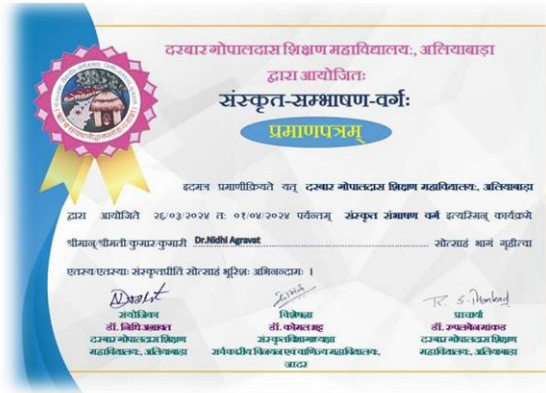 दरबार गोपालदास शिक्षण महाविद्यालय:, अलियाबाड़ा
द्वारा आयोजित:
संस्कृत-सम्भाषण-वर्ग:
प्रमाणपत्रम्
इदमत्र प्रमाणीक्रियते यत् दरबार गोपालदास शिक्षण महाविद्यालय:, अलियाबाड़ा
द्वारा आयोजिते २६/०३/२०२४ त: ०१/०४/२०२४ पर्यन्तम् संस्कृत संभाषण वर्ग इत्यस्मिन् कार्यक्रमे
श्रीमान्/श्रीमती/कुमार/कुमारी Dr.Nidhi Agravat सोत्साहं भागं गृहीत्वा
एतस्य/एतस्या: संस्कृतप्रीतिं सोत्साहं भूरिश: अभिनन्दाम: ।
संयोजिका विशेषज्ञा प्राचार्या
डॉ. निधि अग्रावत डॉ. कोमल भट्ट डॉ. रुपलबेन मांकड
दरबार गोपालदास शिक्षण दरबार गोपालदास शिक्षण
महाविद्यालय:, अलियाबाड़ा सर्वकारीय विनयन एवं वाणिज्य महाविद्यालय:, महाविद्यालय:, अलियाबाड़ा